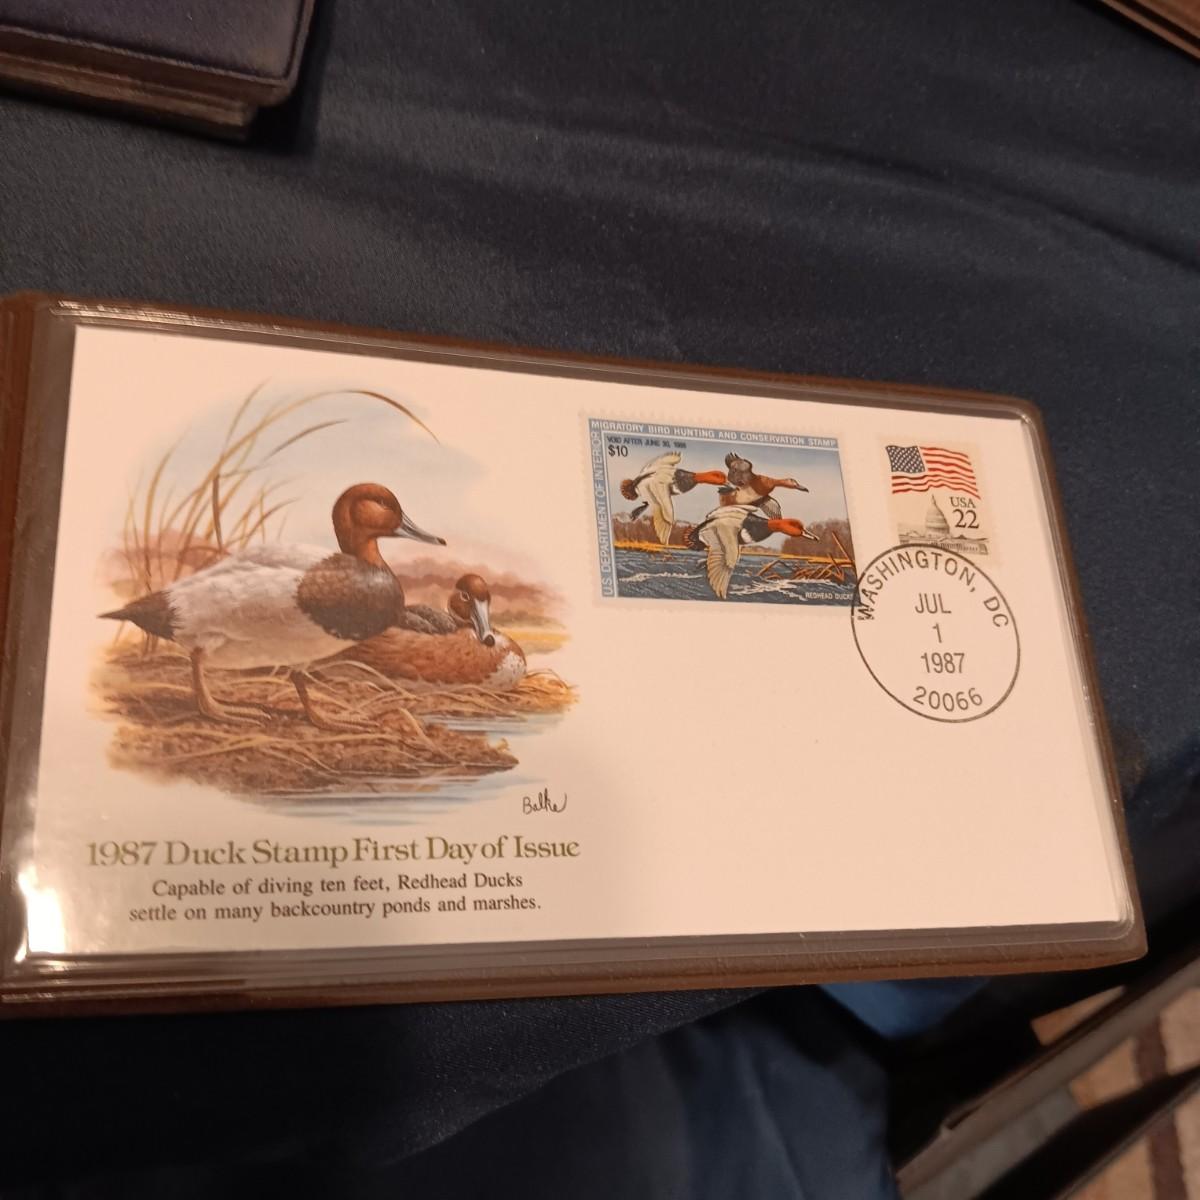 MIGRATORY BIRD HUNTING AND CONSERVATION STAMP
VOID AFTER JUNE 30, 1988
$10
U.S. DEPARTMENT OF INTERIOR
REDHEAD DUCKS
USA
22
WASHINGTON, DC
JUL
1
1987
20066
Balke
1987 Duck Stamp First Day of Issue
Capable of diving ten feet, Redhead Ducks
settle on many backcountry ponds and marshes.